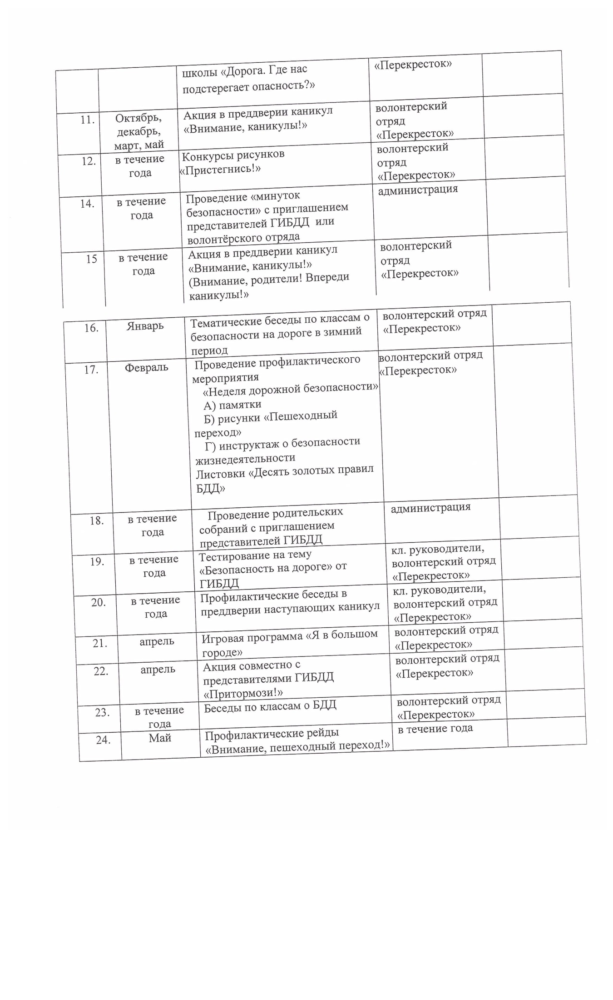 школы «Дорога. Где нас
подстерегает опасность?»
«Перекресток»
11.
Октябрь,
декабрь,
март, май
Акция в преддверии каникул
«Внимание, каникулы!»
волонтерский
отряд
«Перекресток»
12.
в течение
года
Конкурсы рисунков
«Пристегнись!»
волонтерский
отряд
«Перекресток»
14.
в течение
года
Проведение «минуток
безопасности» с приглашением
представителей ГИБДД или
волонтёрского отряда
администрация
15
в течение
года
Акция в преддверии каникул
«Внимание, каникулы!»
(Внимание, родители! Впереди
каникулы!»
волонтерский
отряд
«Перекресток»
16.
Январь
Тематические беседы по классам о
безопасности на дороге в зимний
период
волонтерский отряд
«Перекресток»
17.
Февраль
Проведение профилактического
мероприятия
«Неделя дорожной безопасности»
А) памятки
Б) рисунки «Пешеходный
переход»
Г) инструктаж о безопасности
жизнедеятельности
Листовки «Десять золотых правил
БДД»
волонтерский отряд
«Перекресток»
18.
в течение
года
Проведение родительских
собраний с приглашением
представителей ГИБДД
администрация
19.
в течение
года
Тестирование на тему
«Безопасность на дороге» от
ГИБДД
кл. руководители,
волонтерский отряд
«Перекресток»
20.
в течение
года
Профилактические беседы в
преддверии наступающих каникул
кл. руководители,
волонтерский отряд
«Перекресток»
21.
апрель
Игровая программа «Я в большом
городе»
волонтерский отряд
«Перекресток»
22.
апрель
Акция совместно с
представителями ГИБДД
«Притормози!»
волонтерский отряд
«Перекресток»
23.
в течение
года
Беседы по классам о БДД
волонтерский отряд
«Перекресток»
24.
Май
Профилактические рейды
«Внимание, пешеходный переход!»
в течение года